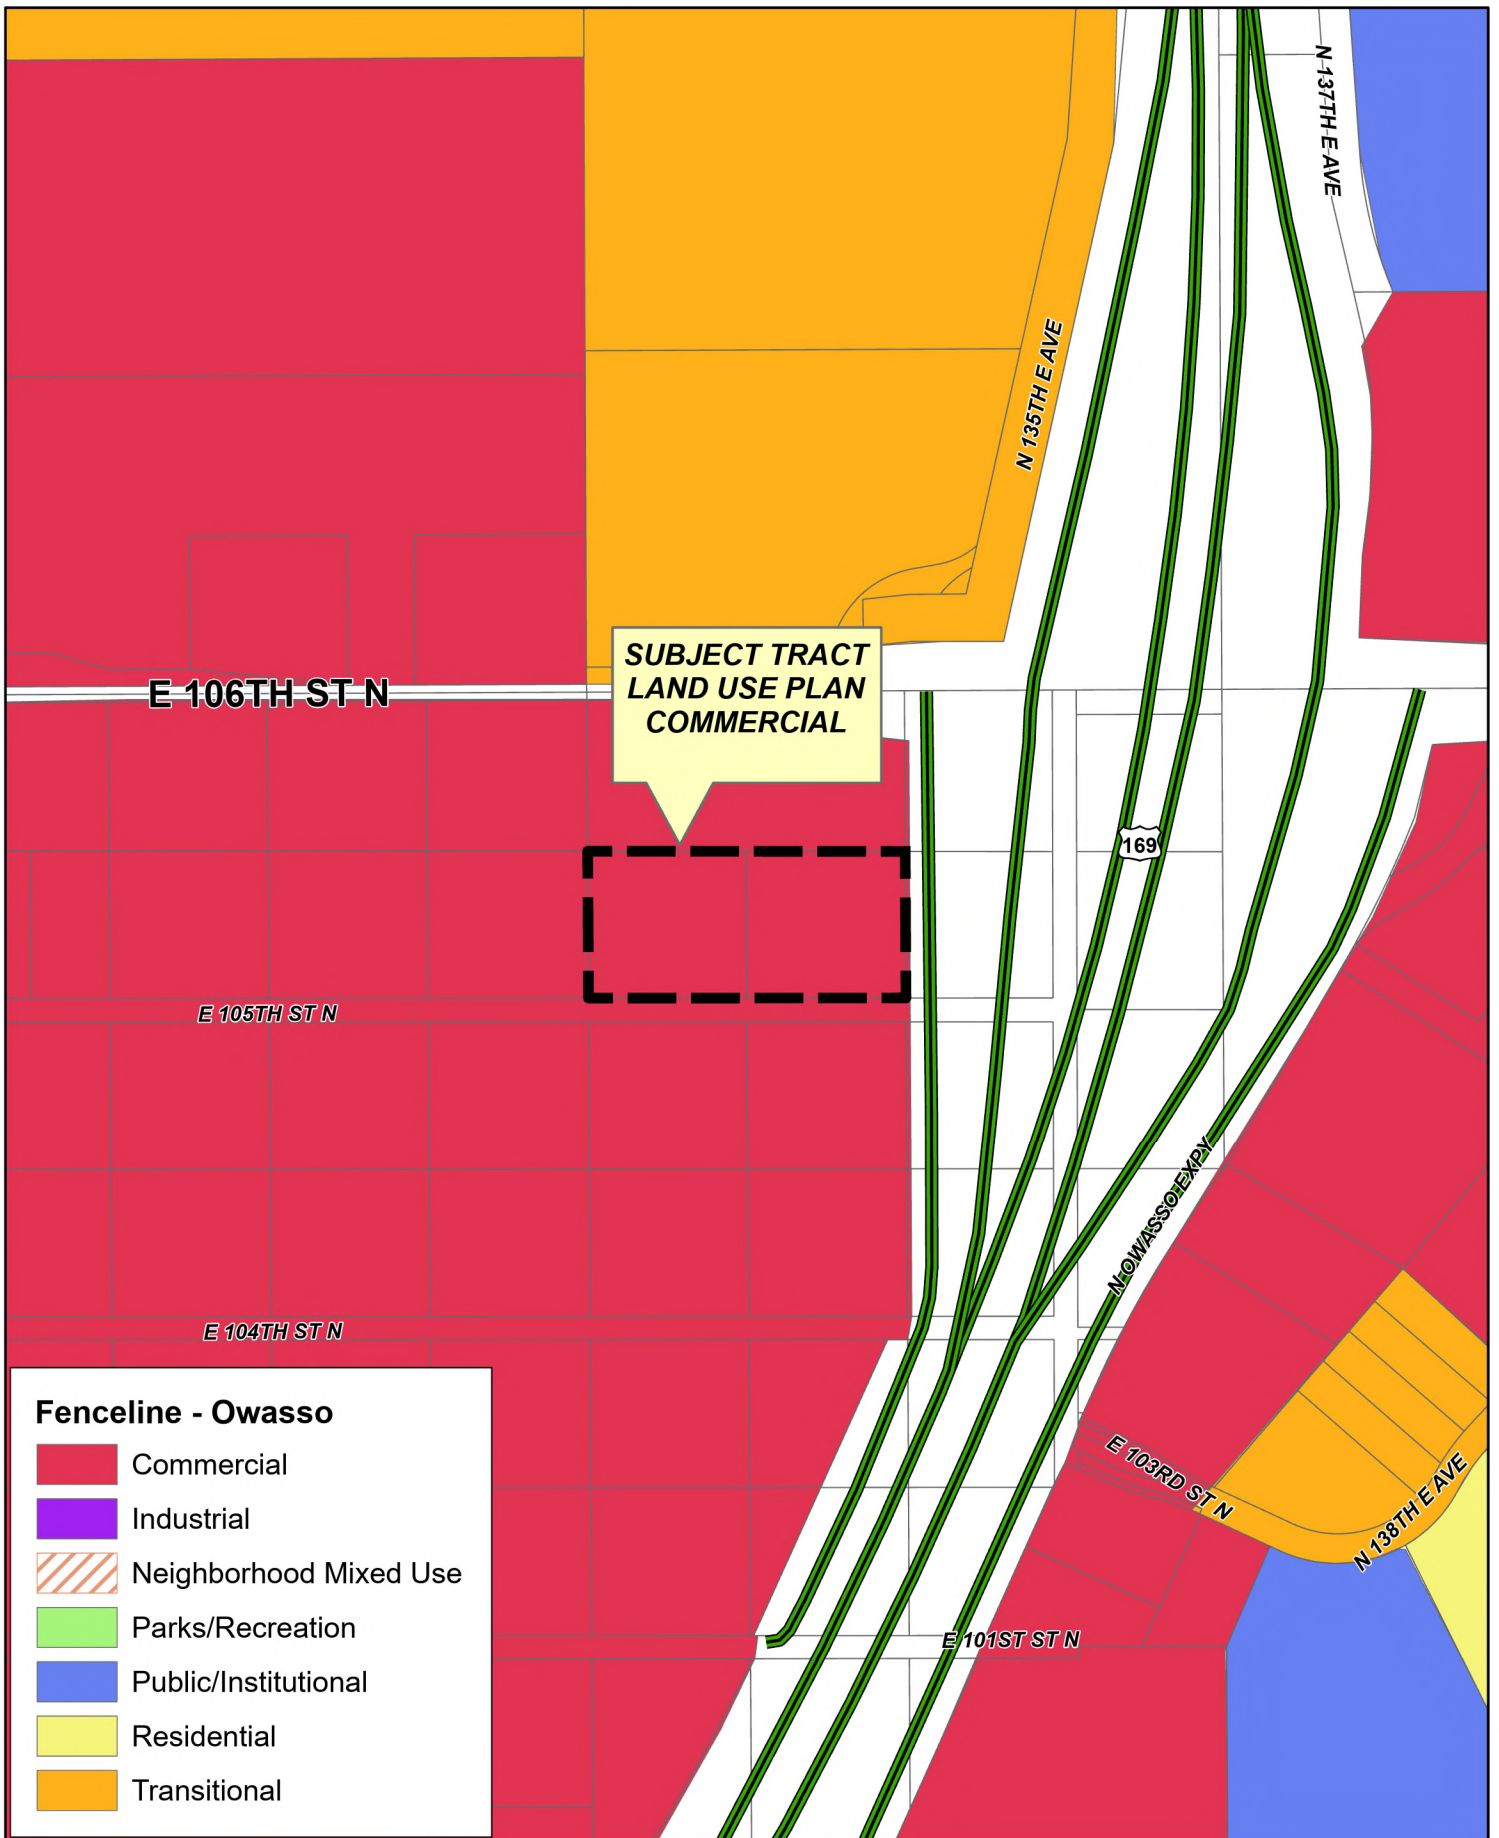 N 137TH E AVE
N 135TH E AVE
SUBJECT TRACT
LAND USE PLAN
COMMERCIAL
E 106TH ST N
169
E 105TH ST N
N OWASSO EXPY
E 104TH ST N
E 103RD ST N
N 138TH E AVE
E 101ST ST N
Fenceline - Owasso
Commercial
Industrial
Neighborhood Mixed Use
Parks/Recreation
Public/Institutional
Residential
Transitional